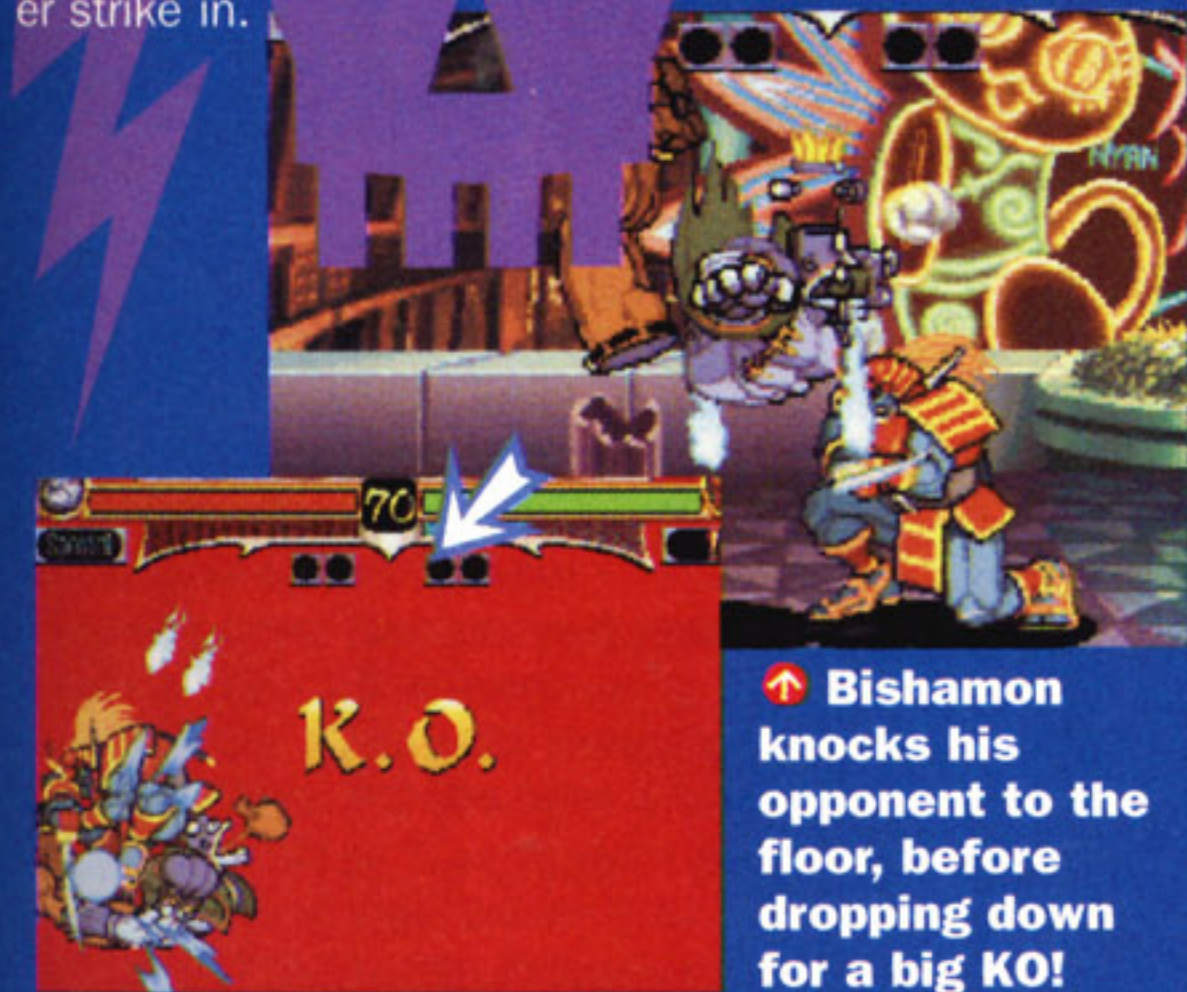 er strike in.
NYAN
70
K.O.
Bishamon
knocks his
opponent to the
floor, before
dropping down
for a big KO!